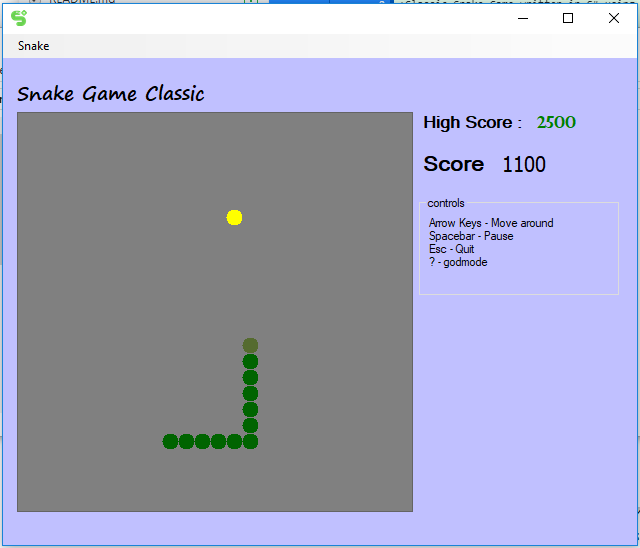 Snake
Snake Game Classic
High Score : 2500
Score 1100
controls
Arrow Keys - Move around
Spacebar - Pause
Esc - Quit
? - godmode